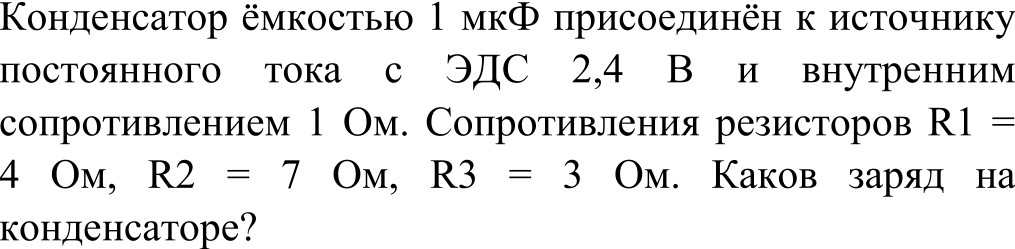 Конденсатор ёмкостью 1 мкФ присоединён к источнику
постоянного тока с ЭДС 2,4 В и внутренним
сопротивлением 1 Ом. Сопротивления резисторов R1 =
4 Ом, R2 = 7 Ом, R3 = 3 Ом. Каков заряд на
конденсаторе?